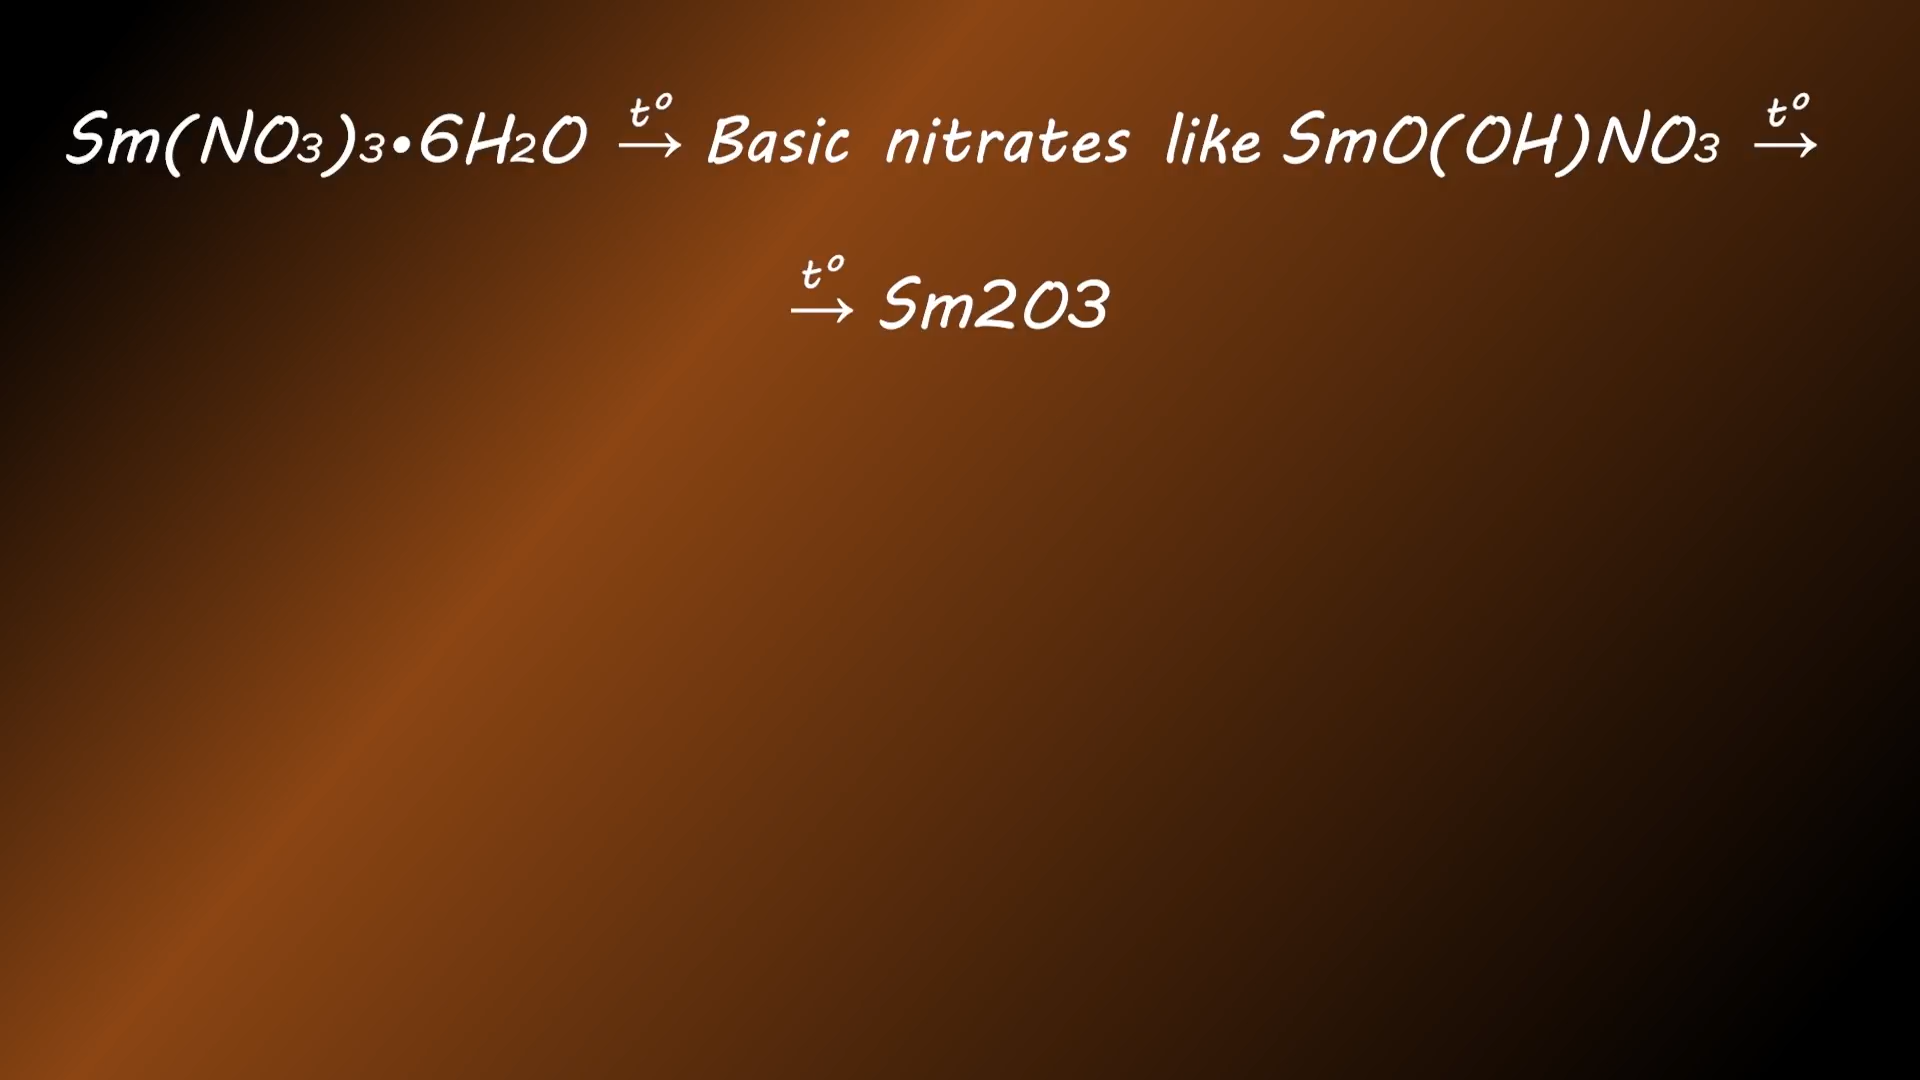 Sm(NO₃)₃•6H₂O t° → Basic nitrates like SmO(OH)NO₃ t° →
t° → Sm2O3